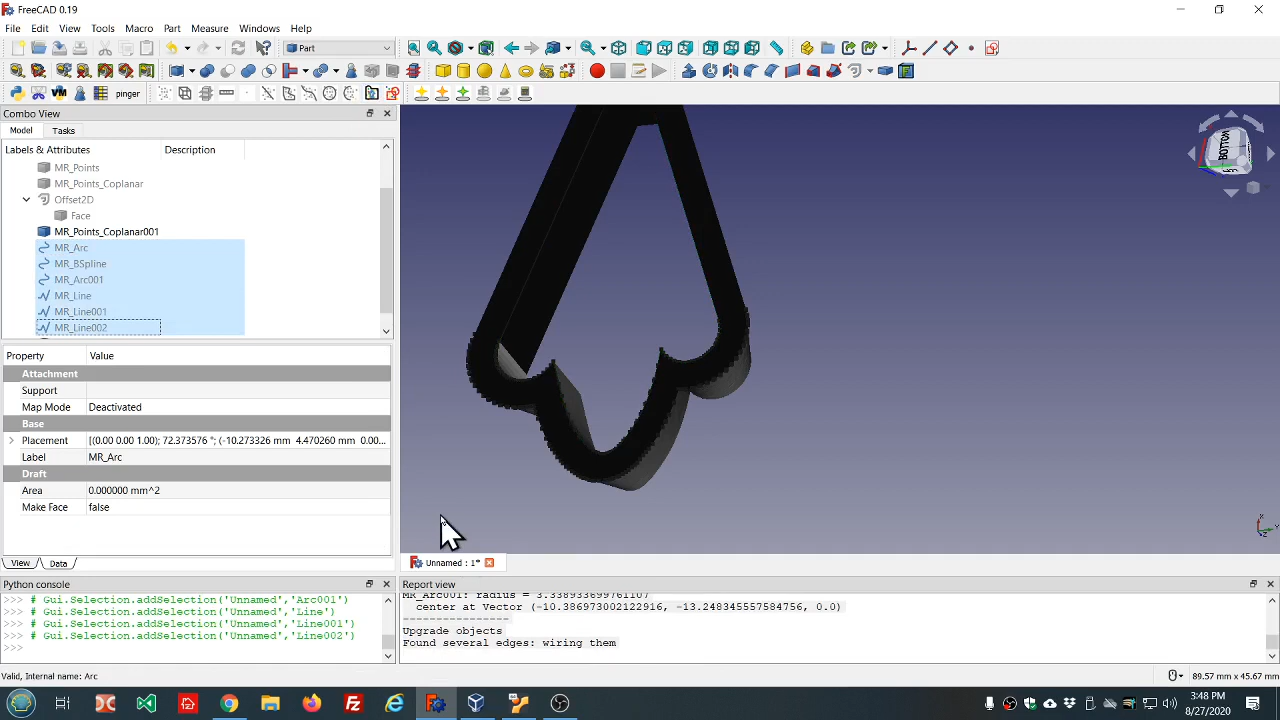 FreeCAD 0.19
File Edit View Tools Macro Part Measure Windows Help
Part
pinger
Combo View
Model Tasks
Labels & Attributes Description
MR_Points
MR_Points_Coplanar
Offset2D
Face
MR_Points_Coplanar001
MR_Arc
MR_BSpline
MR_Arc001
MR_Line
MR_Line001
MR_Line002
Property Value
Attachment
Support
Map Mode Deactivated
Base
Placement [(0.00 0.00 1.00); 72.373576 °; (-10.273326 mm 4.470260 mm 0.00...
Label MR_Arc
Draft
Area 0.000000 mm^2
Make Face false
View Data
BOTTOM
Unnamed : 1*
Python console
>>> # Gui.Selection.addSelection('Unnamed','Arc001')
>>> # Gui.Selection.addSelection('Unnamed','Line')
>>> # Gui.Selection.addSelection('Unnamed','Line001')
>>> # Gui.Selection.addSelection('Unnamed','Line002')
>>>
Report view
MR_Arc001: radius = 3.338933699761107
center at Vector (-10.386973002122916, -13.248345557584756, 0.0)
----------------
Upgrade objects
Found several edges: wiring them
Valid, Internal name: Arc
89.57 mm x 45.67 mm
3:48 PM
8/27/2020